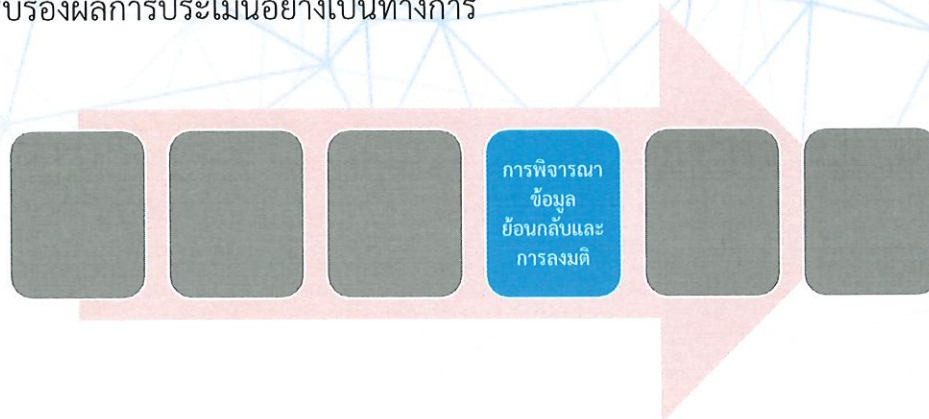 บรองผลการประเมินอย่างเป็นทางการ
การพิจารณา
ข้อมูล
ย้อนกลับและ
การลงมติ